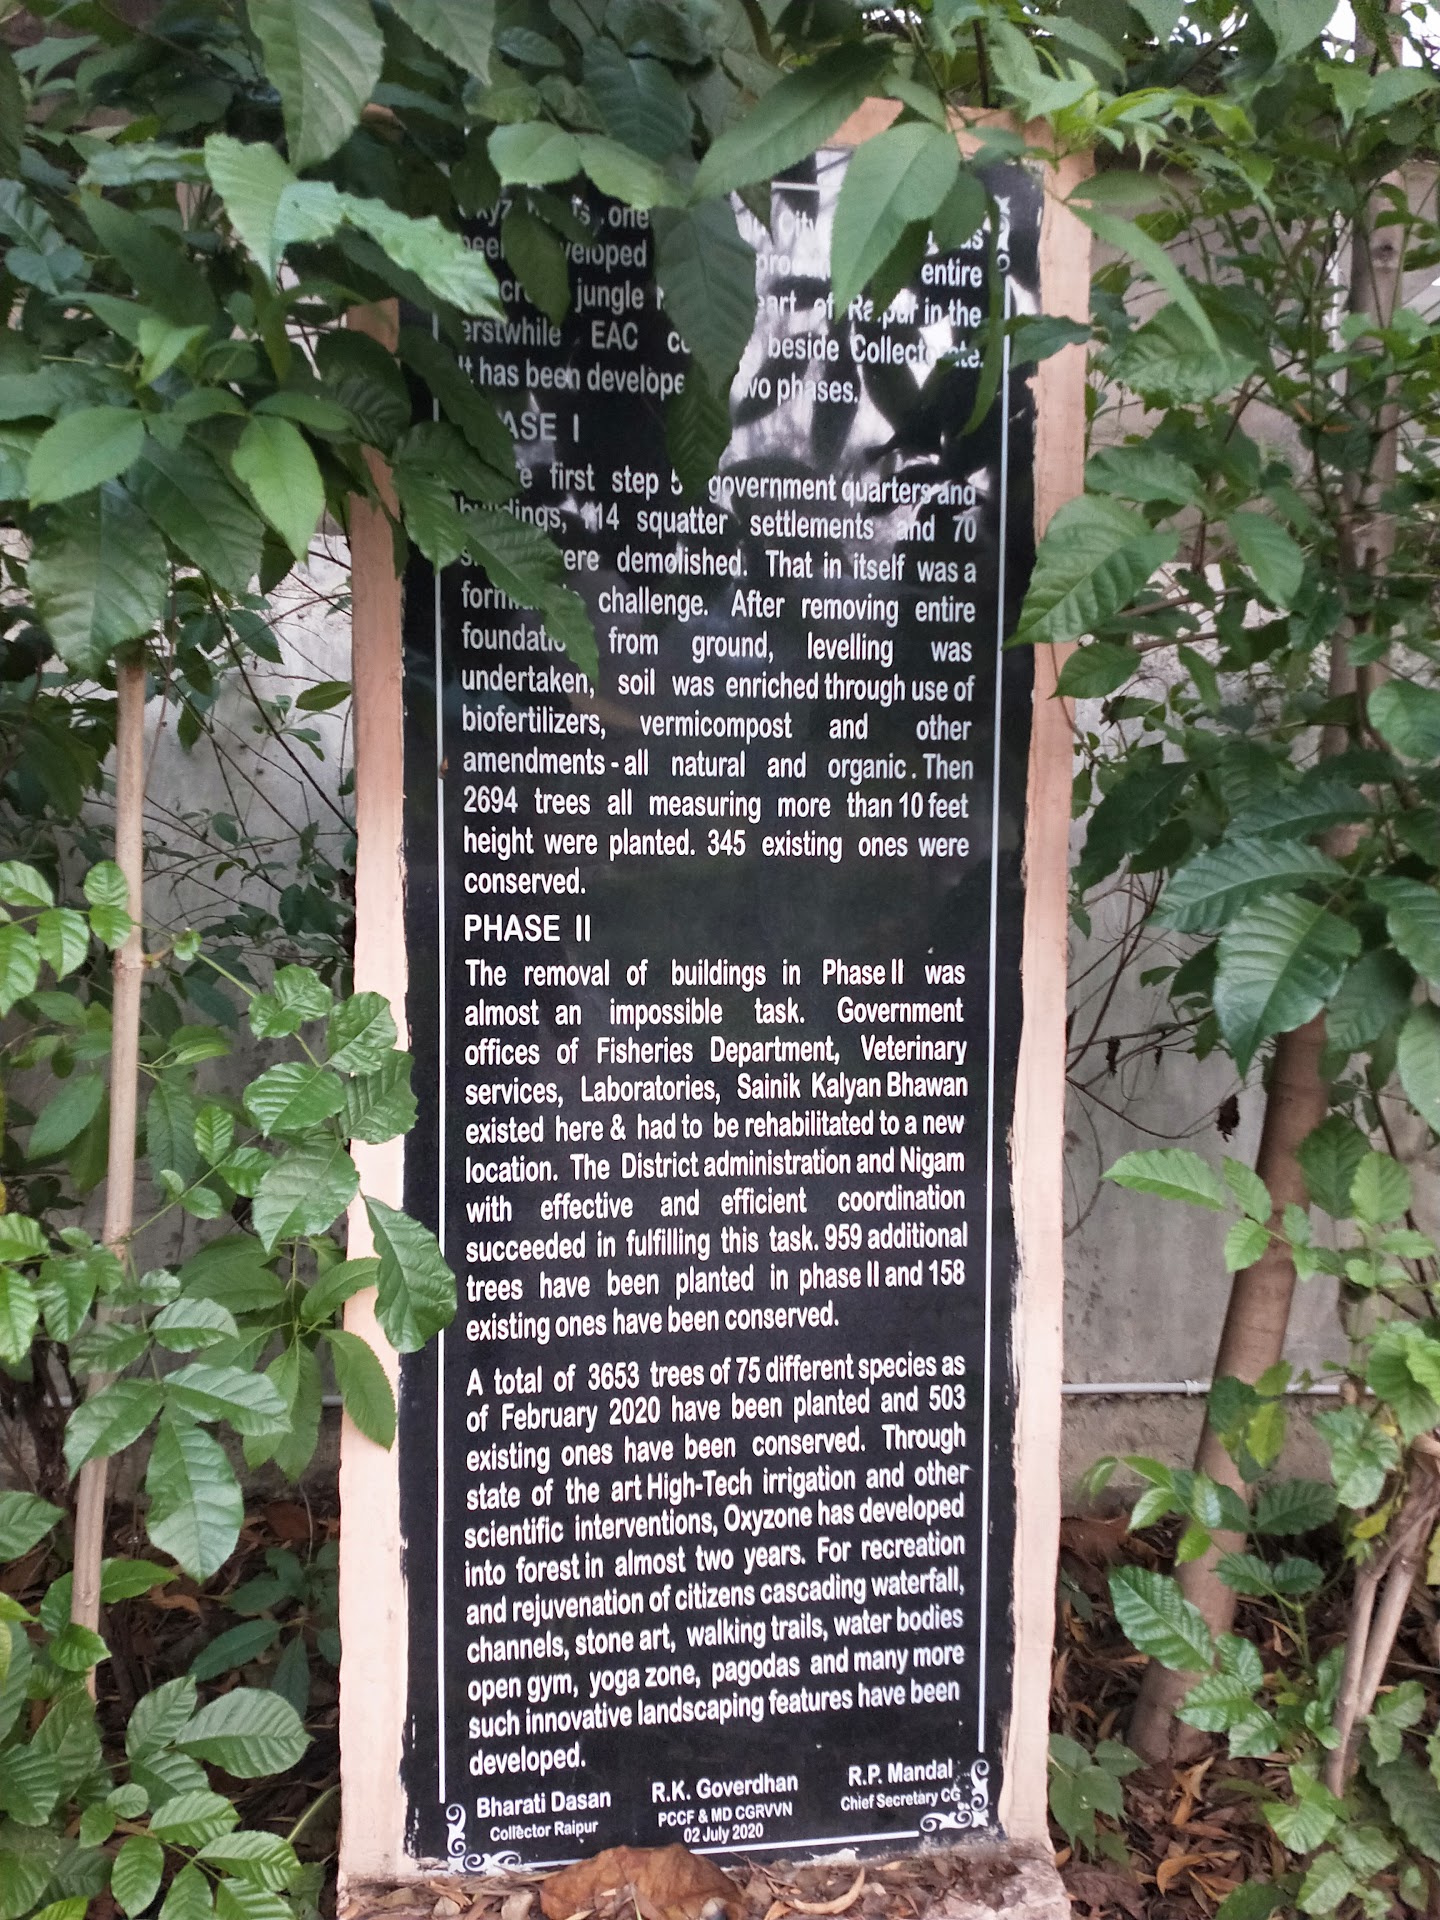 one City
entire
jungle of in the
erstwhile EAC beside
It has been phases.
I
first step government quarters and
114 squatter settlements and 70
demolished. That in itself was a
challenge. After removing entire
from ground, levelling was
undertaken, soil was enriched through use of
biofertilizers, vermicompost and other
amendments - all natural and organic. Then
2694 trees all measuring more than 10 feet
height were planted. 345 existing ones were
conserved.
PHASE II
The removal of buildings in Phase II was
almost an impossible task. Government
offices of Fisheries Department, Veterinary
services, Laboratories, Sainik Kalyan Bhawan
existed here & had to be rehabilitated to a new
location. The District administration and Nigam
with effective and efficient coordination
succeeded in fulfilling this task. 959 additional
trees have been planted in phase II and 158
existing ones have been conserved.
A total of 3653 trees of 75 different species as
of February 2020 have been planted and 503
existing ones have been conserved. Through
state of the art High-Tech irrigation and other
scientific interventions, Oxyzone has developed
into forest in almost two years. For recreation
and rejuvenation of citizens cascading waterfall,
channels, stone art, walking trails, water bodies
open gym, yoga zone, pagodas and many more
such innovative landscaping features have been
developed.
Bharati Dasan R.K. Goverdhan R.P. Mandal
Collector Raipur PCCF & MD CGRVVN Chief Secretary CG
02 July 2020